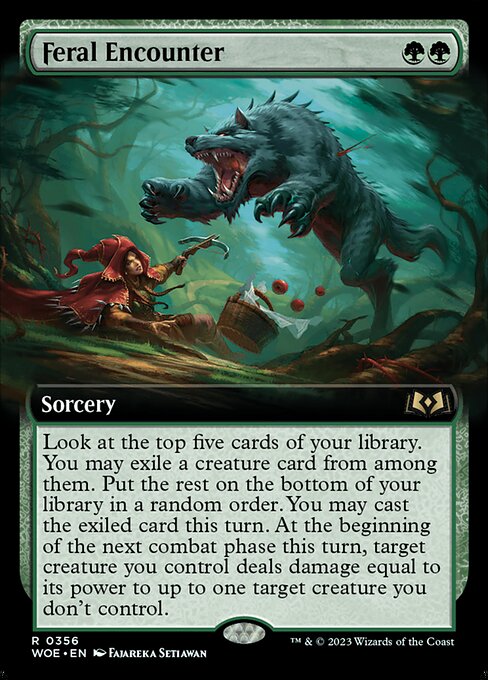 Feral Encounter
Sorcery
Look at the top five cards of your library.
You may exile a creature card from among
them. Put the rest on the bottom of your
library in a random order. You may cast
the exiled card this turn. At the beginning
of the next combat phase this turn, target
creature you control deals damage equal to
its power to up to one target creature you
don't control.
R 0356
WOE • EN Fajareka Setiawan
™ & © 2023 Wizards of the Coast